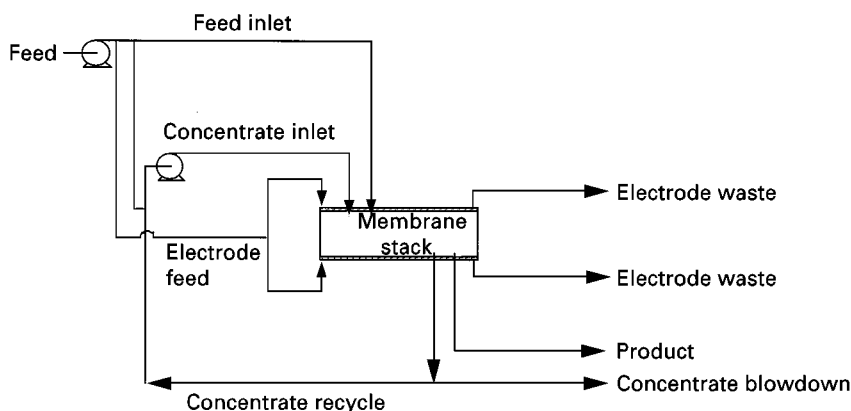 Feed inlet
Feed
Concentrate inlet
Electrode waste
Membrane
stack
Electrode
feed
Electrode waste
Product
Concentrate blowdown
Concentrate recycle